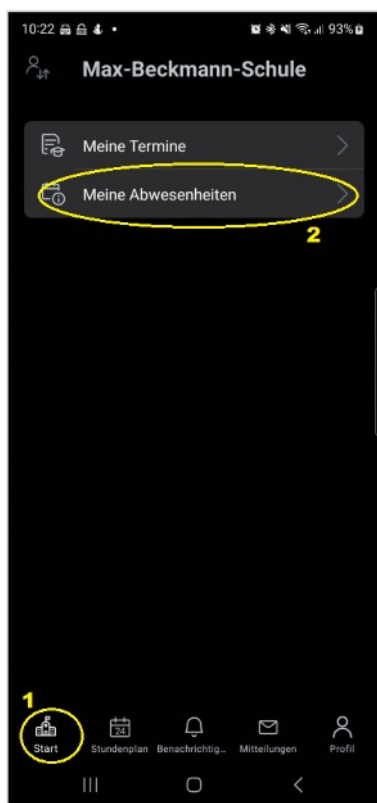 10:22 93%
Max-Beckmann-Schule
Meine Termine
Meine Abwesenheiten
2
1
24
Start Stundenplan Benachrichtig... Mitteilungen Profil